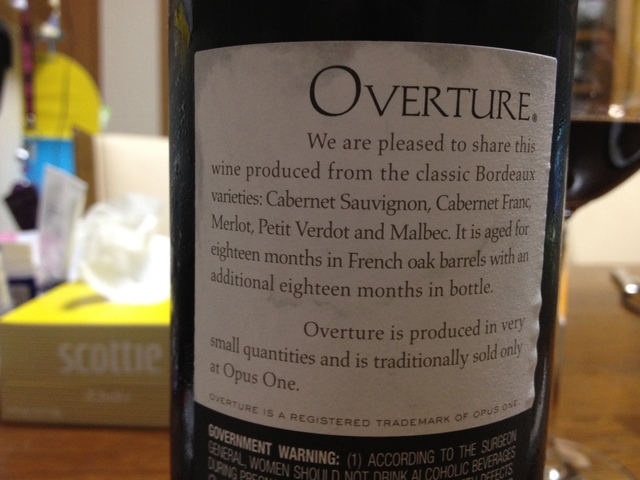 OVERTURE®
We are pleased to share this
wine produced from the classic Bordeaux
varieties: Cabernet Sauvignon, Cabernet Franc,
Merlot, Petit Verdot and Malbec. It is aged for
eighteen months in French oak barrels with an
additional eighteen months in bottle.
Overture is produced in very
small quantities and is traditionally sold only
at Opus One.
OVERTURE IS A REGISTERED TRADEMARK OF OPUS ONE.
GOVERNMENT WARNING: (1) ACCORDING TO THE SURGEON
GENERAL, WOMEN SHOULD NOT DRINK ALCOHOLIC BEVERAGES
DURING
scottie